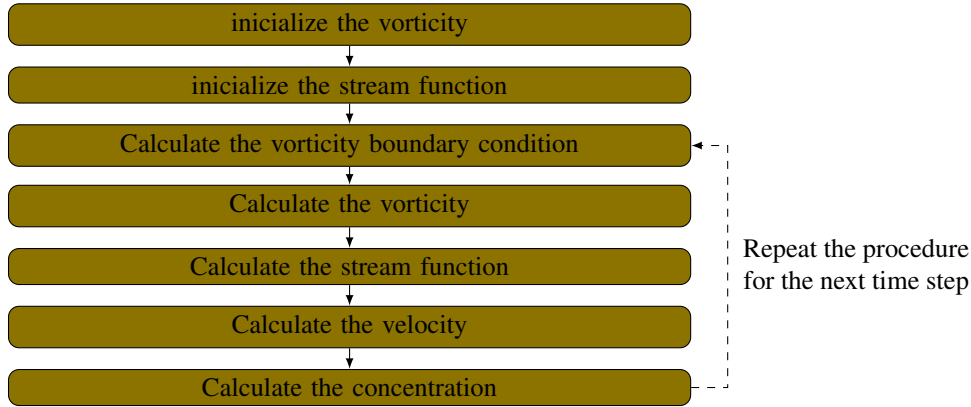 inicialize the vorticity
inicialize the stream function
Calculate the vorticity boundary condition
Calculate the vorticity
Calculate the stream function
Calculate the velocity
Calculate the concentration
Repeat the procedure
for the next time step